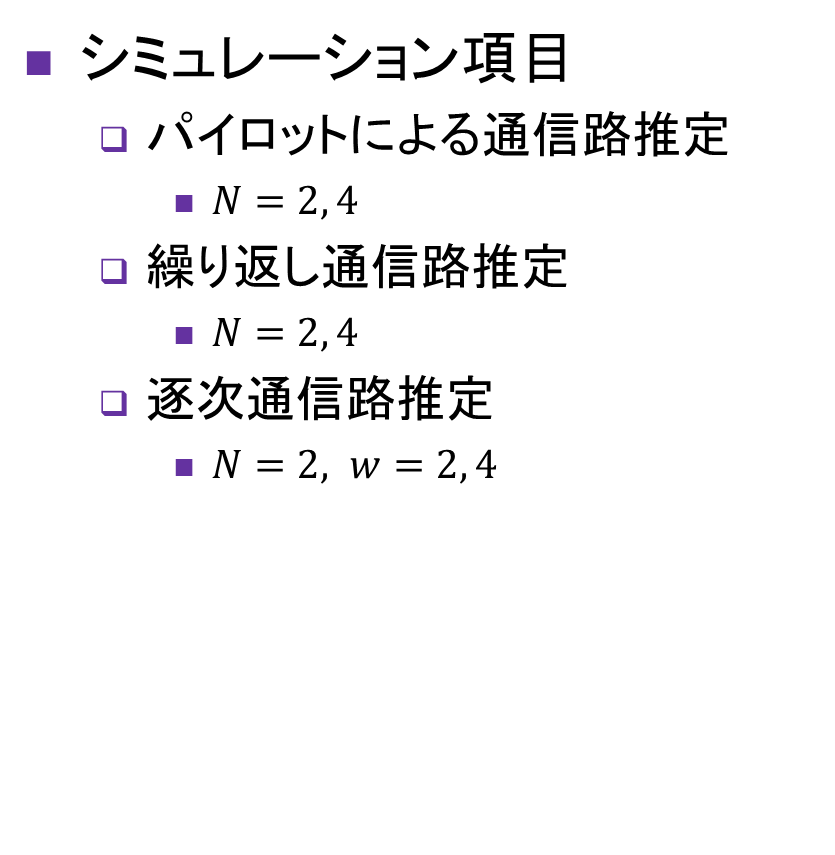 シミュレーション項目
パイロットによる通信路推定
N = 2, 4
繰り返し通信路推定
N = 2, 4
逐次通信路推定
N = 2, w = 2, 4